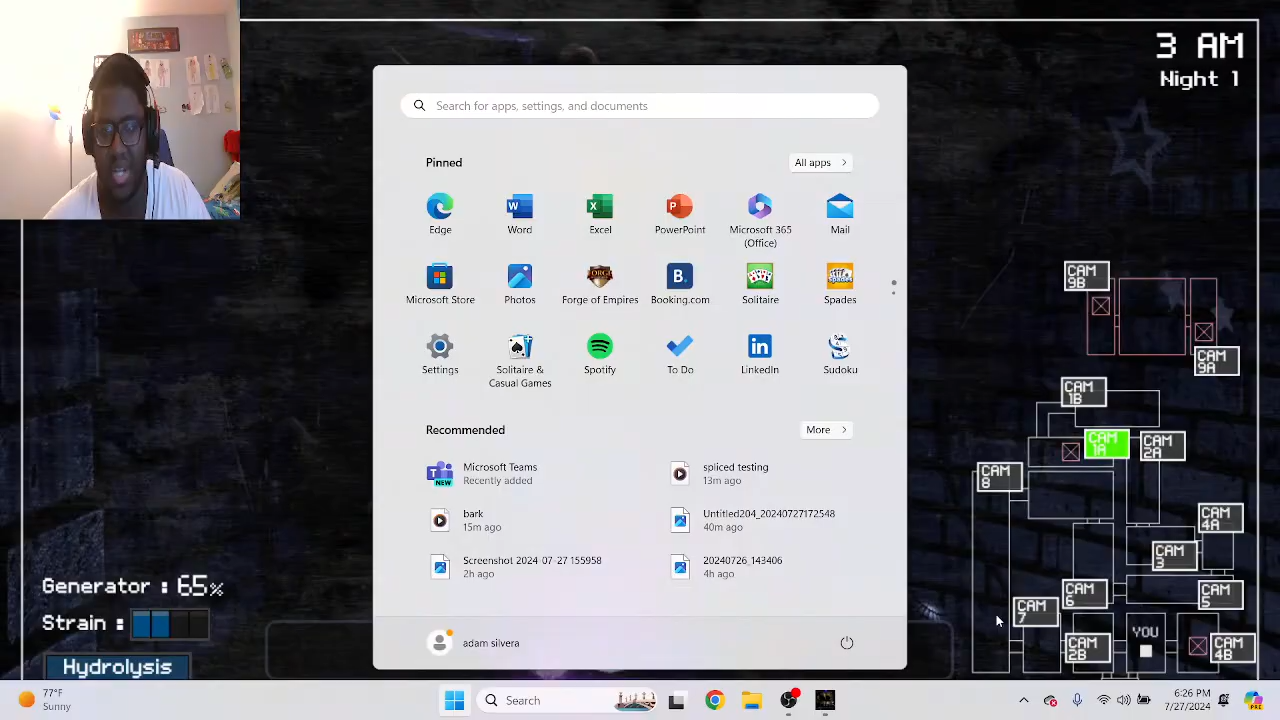 3 AM
Night 1
Search for apps, settings, and documents
Pinned
All apps
Edge
Word
Excel
PowerPoint
Microsoft 365
(Office)
Mail
Microsoft Store
Photos
Forge of Empires
Booking.com
Solitaire
Spades
Settings
Solitaire &
Casual Games
Spotify
To Do
LinkedIn
Sudoku
Recommended
More
Microsoft Teams
Recently added
spliced testing
13m ago
bark
15m ago
Untitled204_20240727172548
40m ago
Screenshot 2024-07-27 155958
2h ago
20240726_143406
4h ago
adam silvera
CAM
9B
CAM
9A
CAM
1B
CAM
1A
CAM
2A
CAM
8
CAM
4A
CAM
3
CAM
6
CAM
5
CAM
7
YOU
CAM
2B
CAM
4B
Generator : 65%
Strain :
Hydrolysis
77°F
Sunny
Search
6:26 PM
7/27/2024